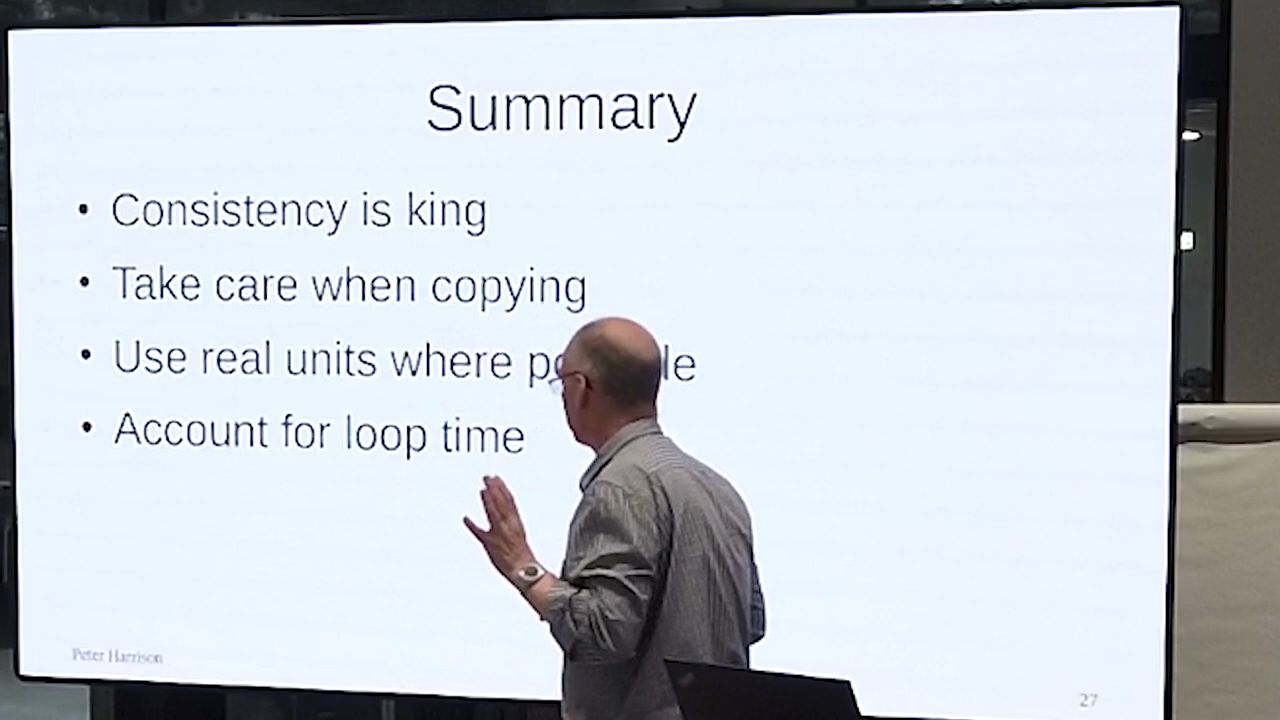 Summary
• Consistency is king
• Take care when copying
• Use real units where
• Account for loop time
Peter Harrison
27